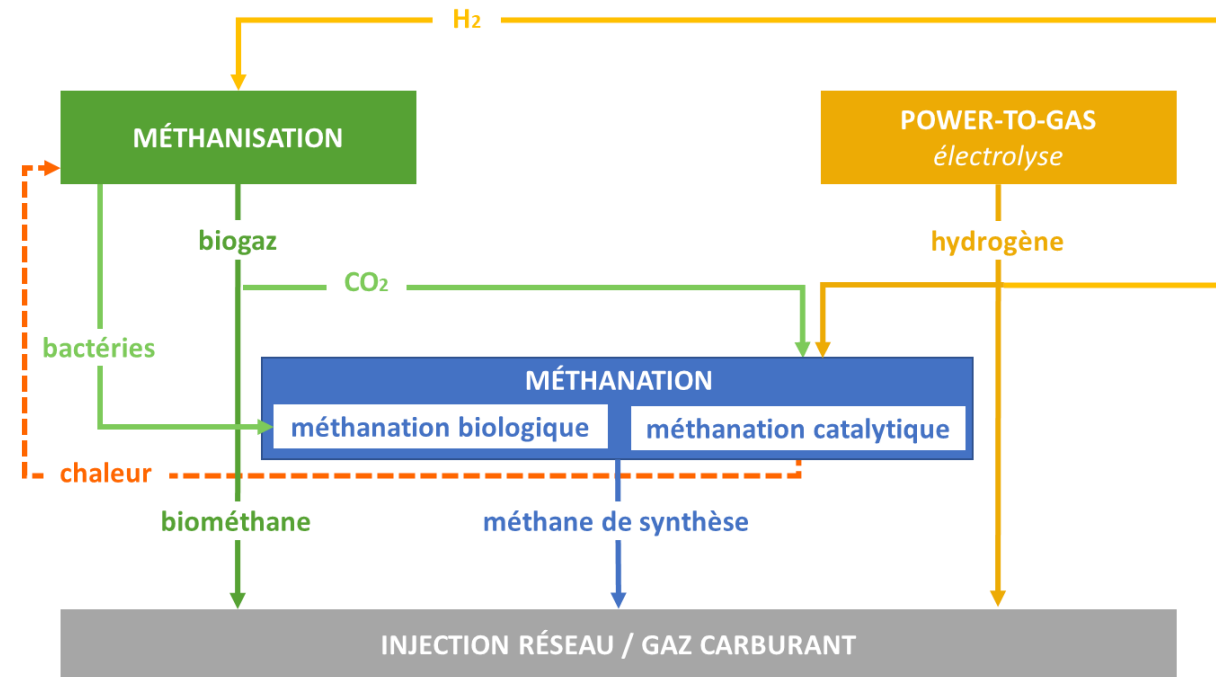 H₂
MÉTHANISATION
POWER-TO-GAS
électrolyse
biogaz
hydrogène
CO₂
bactéries
MÉTHANATION
méthanation biologique
méthanation catalytique
chaleur
biométhane
méthane de synthèse
INJECTION RÉSEAU / GAZ CARBURANT